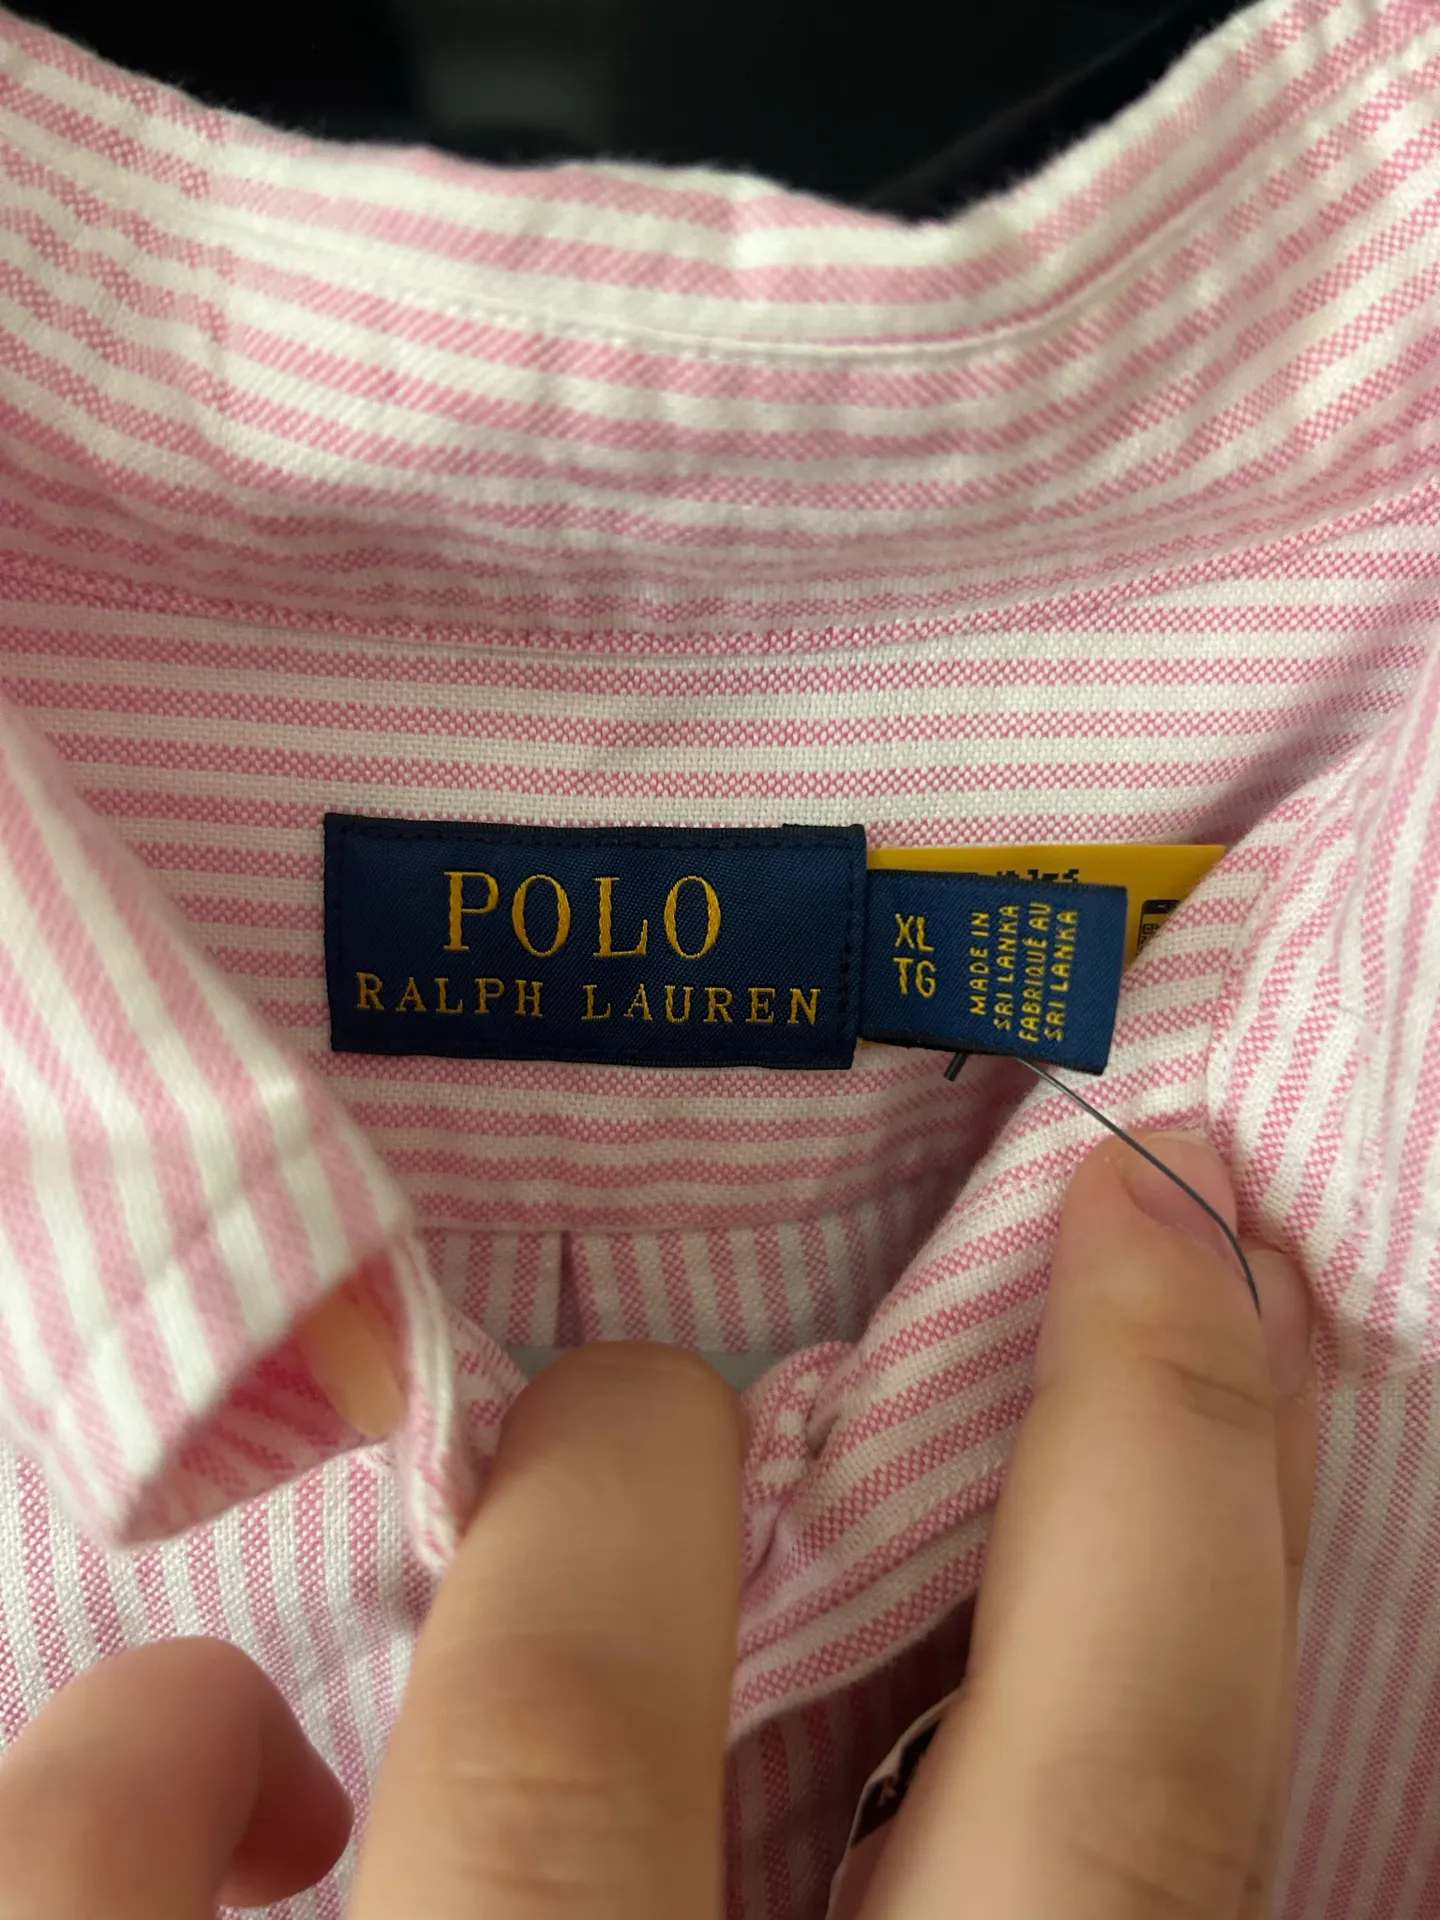 POLO
RALPH LAUREN
XL
TG
MADE IN
SRI LANKA
FABRIQUÉ AU
SRI LANKA